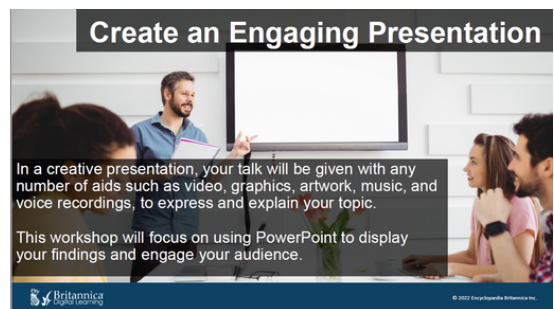 Create an Engaging Presentation
In a creative presentation, your talk will be given with any
number of aids such as video, graphics, artwork, music, and
voice recordings, to express and explain your topic.
This workshop will focus on using PowerPoint to display
your findings and engage your audience.
Britannica
Digital Learning
© 2022 Encyclopaedia Britannica Inc.